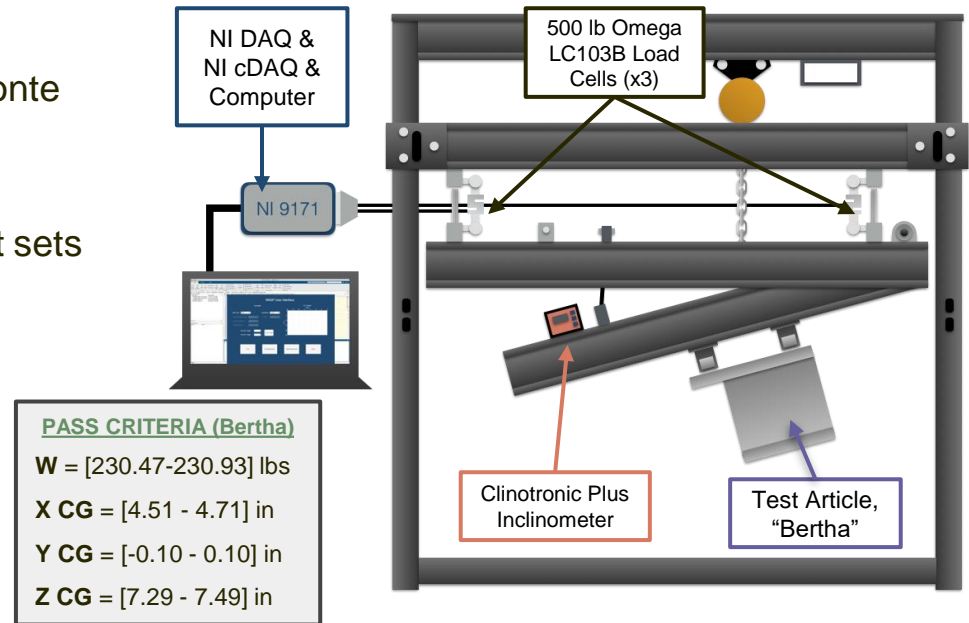 onte
t sets
NI DAQ &
NI cDAQ &
Computer
500 lb Omega
LC103B Load
Cells (x3)
NI 9171
PASS CRITERIA (Bertha)
W = [230.47-230.93] lbs
X CG = [4.51 - 4.71] in
Y CG = [-0.10 - 0.10] in
Z CG = [7.29 - 7.49] in
Clinotronic Plus
Inclinometer
Test Article,
“Bertha”